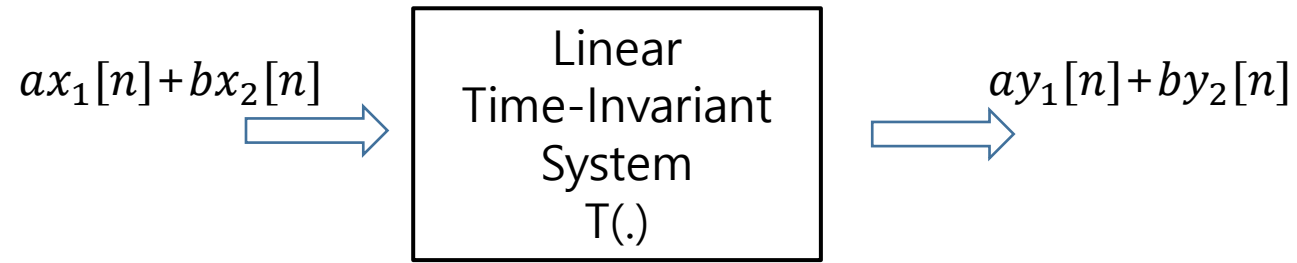 ax₁[n]+bx₂[n]
Linear
Time-Invariant
System
T(.)
ay₁[n]+by₂[n]